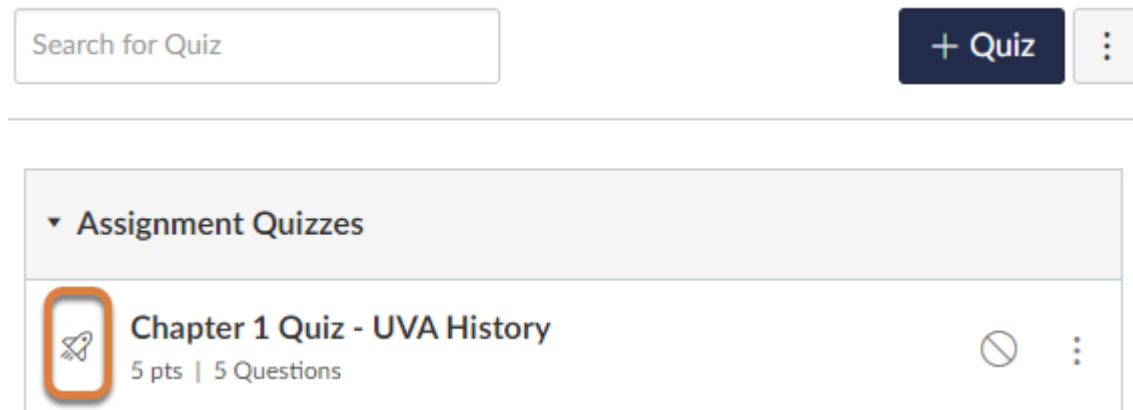 Search for Quiz
+ Quiz
Assignment Quizzes
Chapter 1 Quiz - UVA History
5 pts | 5 Questions